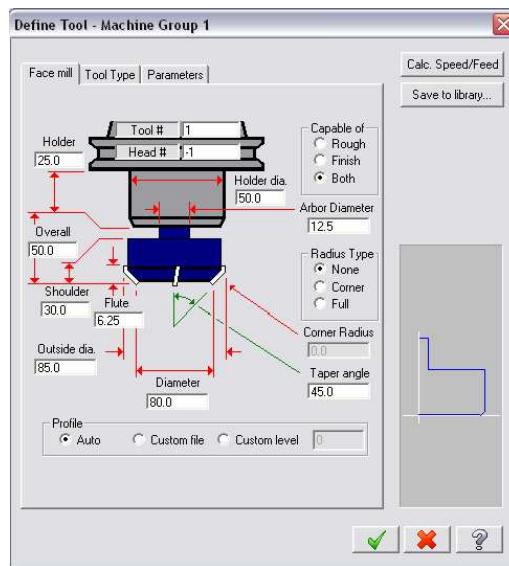 Define Tool - Machine Group 1
Face mill Tool Type Parameters
Calc. Speed/Feed
Save to library...
Tool # 1
Head # -1
Capable of
Rough
Finish
Both
Holder
25.0
Holder dia.
50.0
Arbor Diameter
12.5
Overall
50.0
Radius Type
None
Corner
Full
Shoulder
30.0
Flute
6.25
Corner Radius
0.0
Outside dia.
85.0
Taper angle
45.0
Diameter
80.0
Profile
Auto Custom file Custom level 0